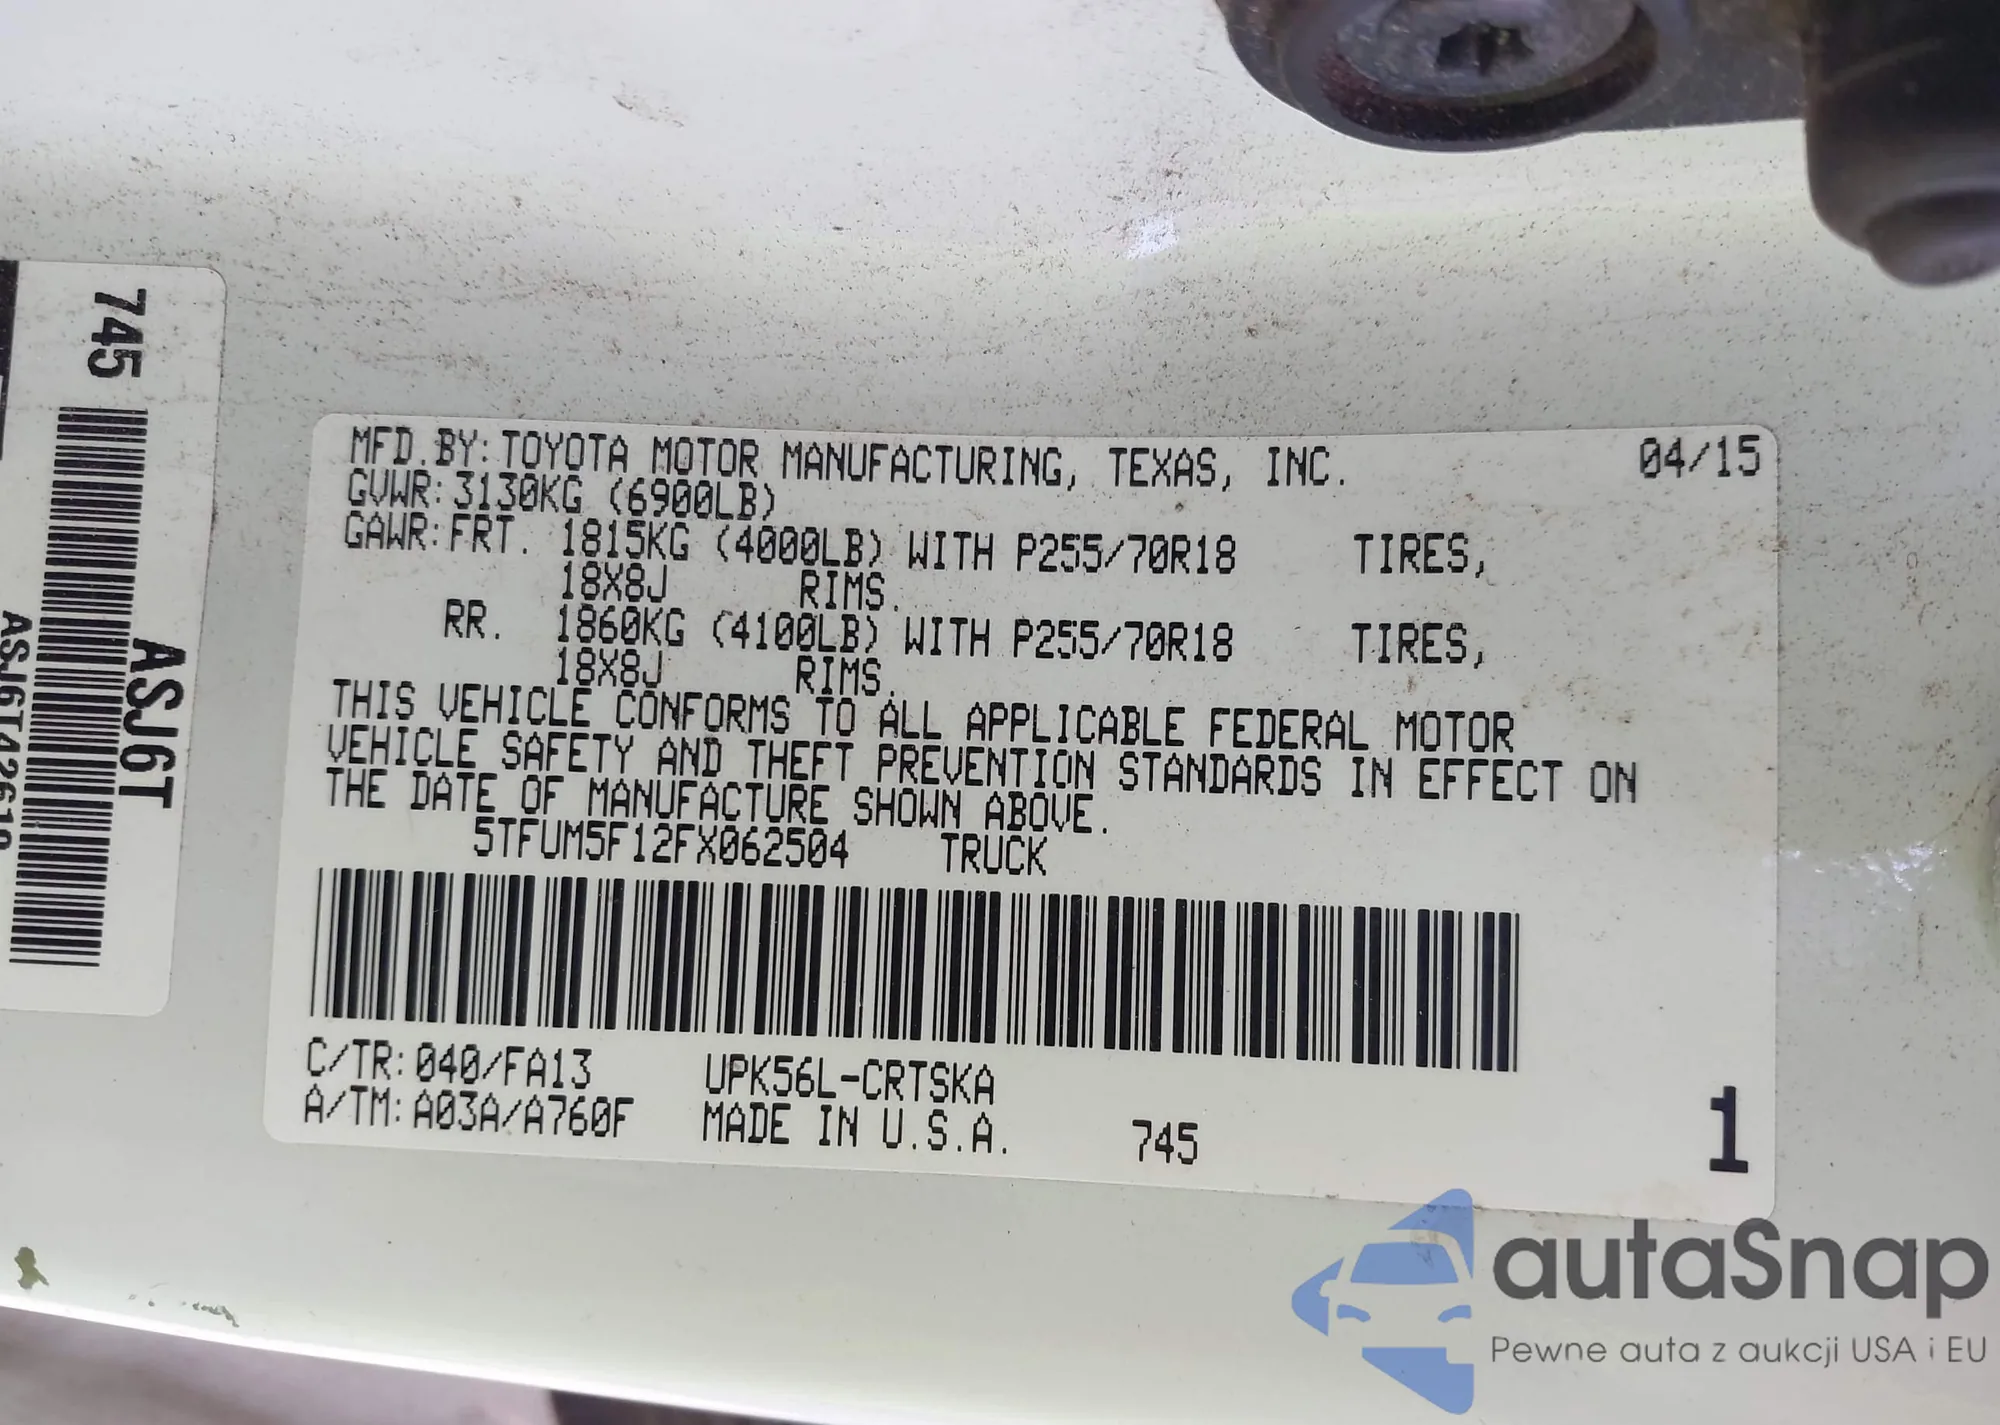 745
ASJ6T
ASJ6T42610
MFD.BY: TOYOTA MOTOR MANUFACTURING, TEXAS, INC. 04/15
GVWR: 3130KG (6900LB)
GAWR: FRT. 1815KG (4000LB) WITH P255/70R18 TIRES,
18X8J RIMS.
RR. 1860KG (4100LB) WITH P255/70R18 TIRES,
18X8J RIMS.
THIS VEHICLE CONFORMS TO ALL APPLICABLE FEDERAL MOTOR
VEHICLE SAFETY AND THEFT PREVENTION STANDARDS IN EFFECT ON
THE DATE OF MANUFACTURE SHOWN ABOVE.
5TFUM5F12FX062504 TRUCK
C/TR: 040/FA13 UPK56L-CRTSKA
A/TM: A03A/A760F MADE IN U.S.A. 745 1
autaSnap
Pewne auta z aukcji USA i EU